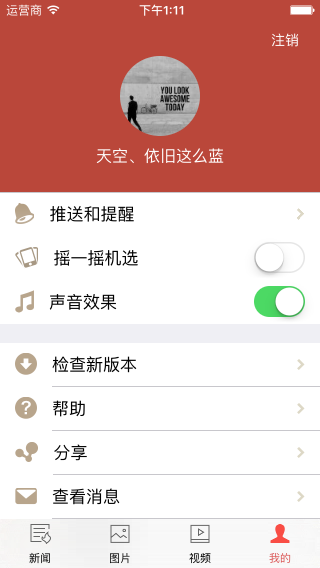 运营商 下午1:11
注销
YOU LOOK
AWESOME
TODAY
天空、依旧这么蓝
推送和提醒
摇一摇机选
声音效果
检查新版本
帮助
分享
查看消息
新闻 图片 视频 我的